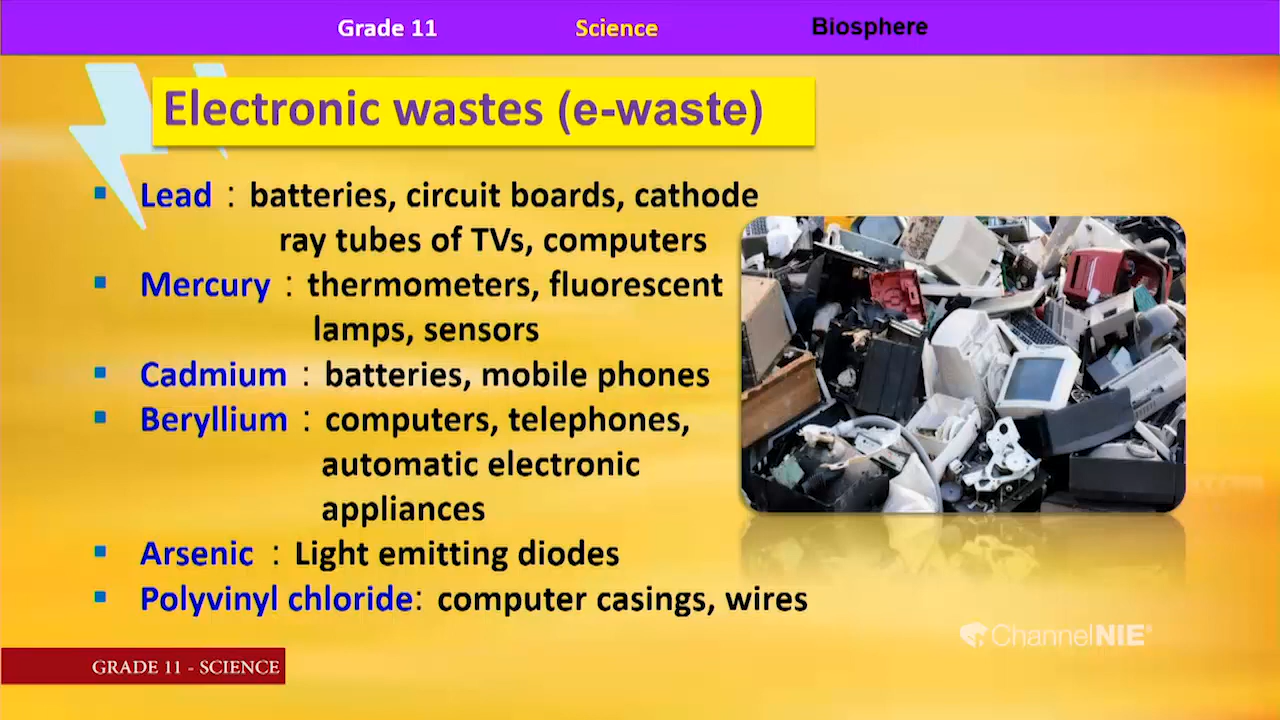 Grade 11 Science Biosphere
Electronic wastes (e-waste)
▪ Lead : batteries, circuit boards, cathode
ray tubes of TVs, computers
▪ Mercury : thermometers, fluorescent
lamps, sensors
▪ Cadmium : batteries, mobile phones
▪ Beryllium : computers, telephones,
automatic electronic
appliances
▪ Arsenic : Light emitting diodes
▪ Polyvinyl chloride: computer casings, wires
ChannelNIE®
GRADE 11 - SCIENCE